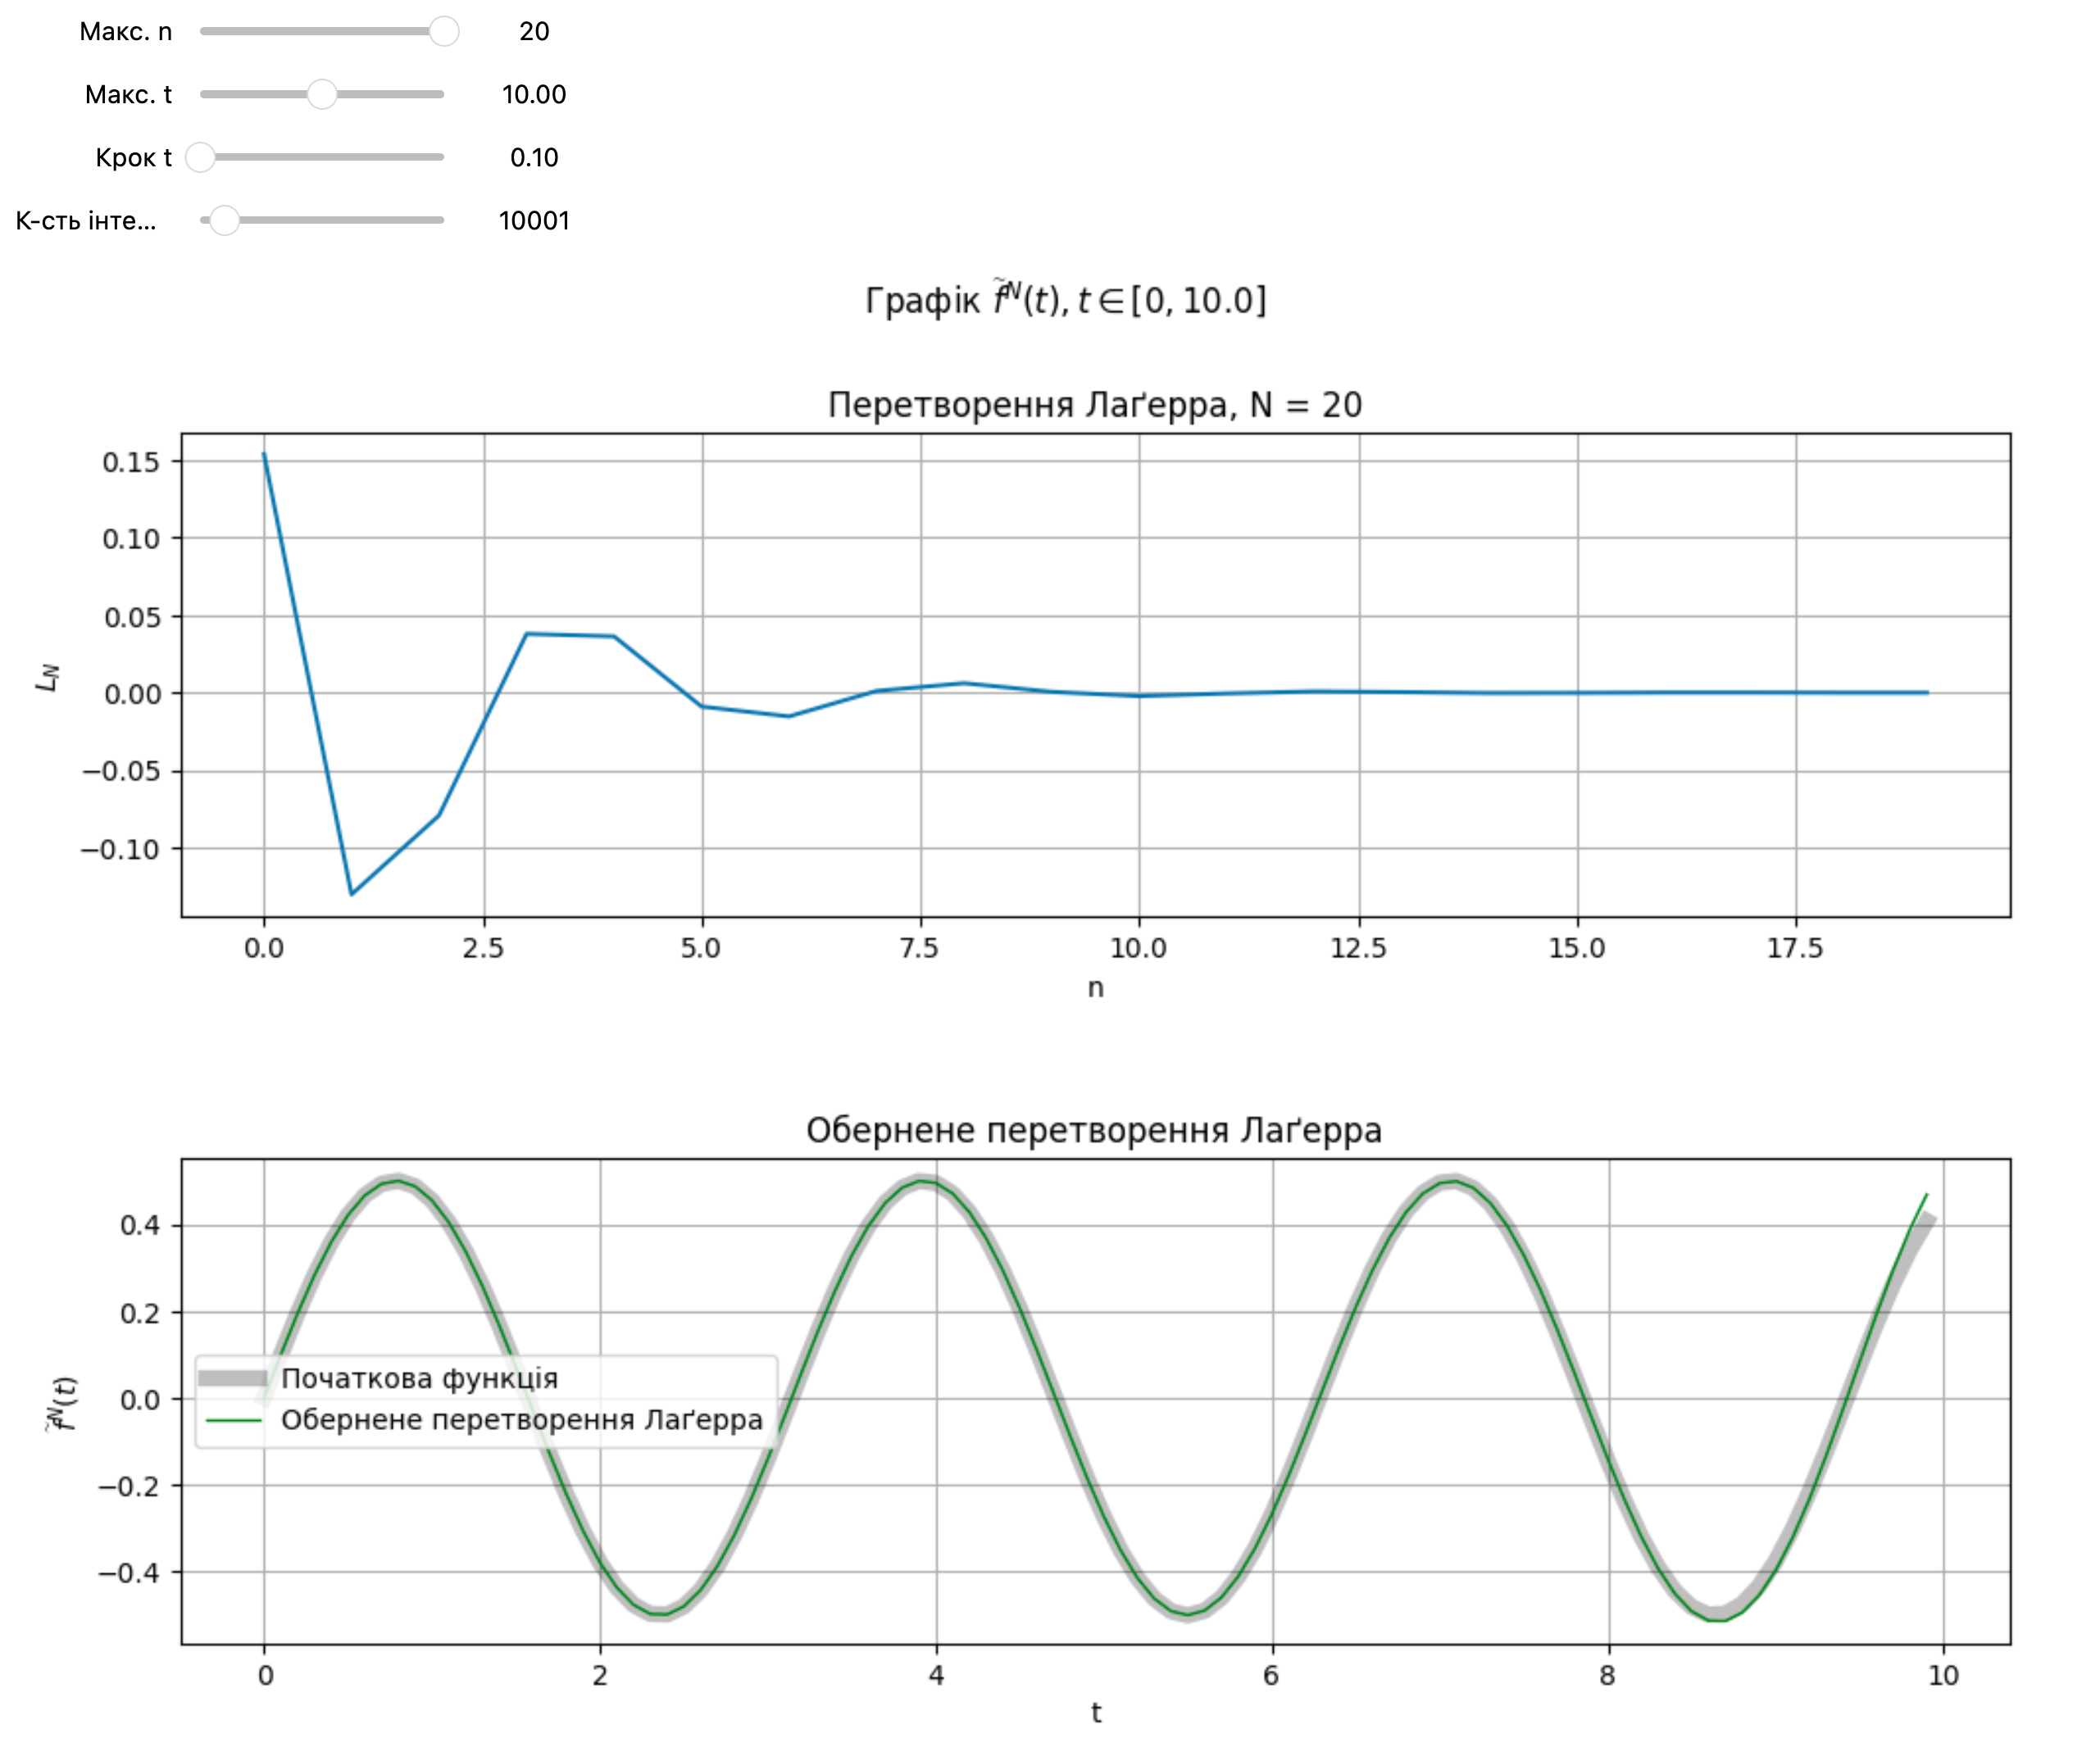 Макс. n 20
Макс. t 10.00
Крок t 0.10
К-сть інте... 10001
Графік f̃ᴺ(t), t ∈ [0, 10.0]
Перетворення Лаґерра, N = 20
0.15
0.10
0.05
0.00
−0.05
−0.10
L_N
0.0 2.5 5.0 7.5 10.0 12.5 15.0 17.5
n
Обернене перетворення Лаґерра
0.4
0.2
0.0
−0.2
−0.4
f̃ᴺ(t)
Початкова функція
Обернене перетворення Лаґерра
0 2 4 6 8 10
t